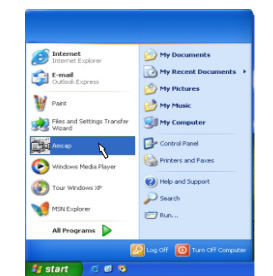 Internet
Internet Explorer
E-mail
Outlook Express
Paint
Files and Settings Transfer
Wizard
Amcap
Windows Media Player
Tour Windows XP
MSN Explorer
All Programs
My Documents
My Recent Documents
My Pictures
My Music
My Computer
Control Panel
Printers and Faxes
Help and Support
Search
Run...
Log Off
Turn Off Computer
start